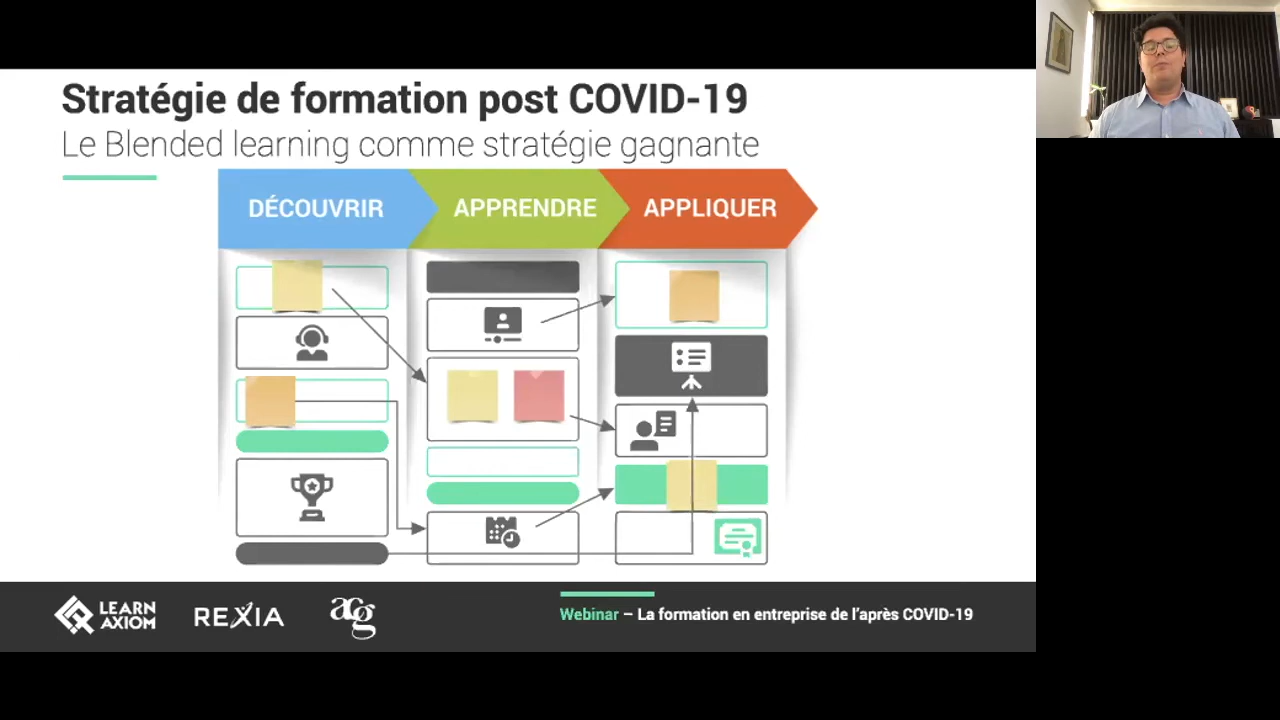 Stratégie de formation post COVID-19
Le Blended learning comme stratégie gagnante
DÉCOUVRIR
APPRENDRE
APPLIQUER
LEARN
AXIOM
REXIA
acg
Webinar – La formation en entreprise de l'après COVID-19